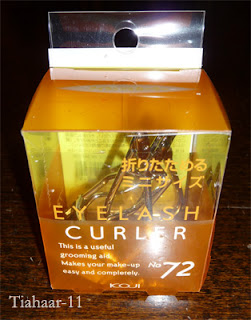 折りたためる
ミニサイズ
EYELASH
CURLER
This is a useful
grooming aid.
Makes your make-up
easy and completely.
No.72
KOJI
Tiahaar-11